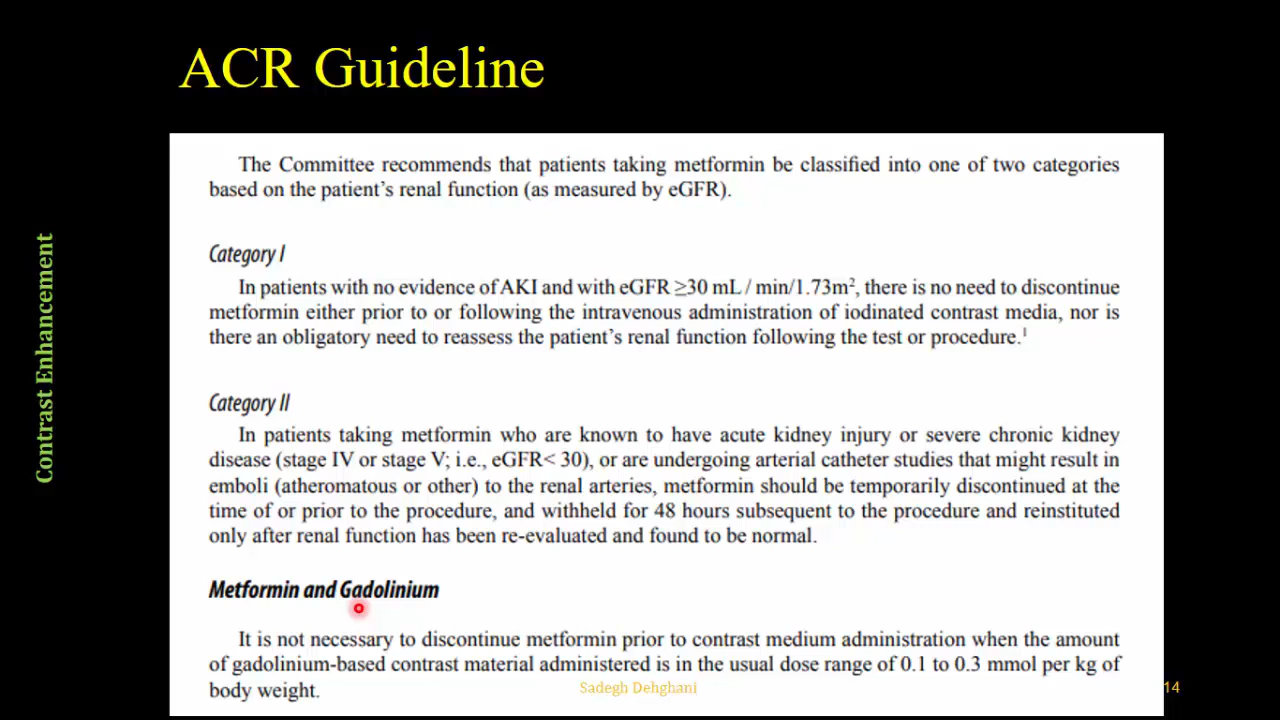 ACR Guideline
Contrast Enhancement
The Committee recommends that patients taking metformin be classified into one of two categories
based on the patient’s renal function (as measured by eGFR).
Category I
In patients with no evidence of AKI and with eGFR ≥30 mL / min/1.73m², there is no need to discontinue
metformin either prior to or following the intravenous administration of iodinated contrast media, nor is
there an obligatory need to reassess the patient’s renal function following the test or procedure.¹
Category II
In patients taking metformin who are known to have acute kidney injury or severe chronic kidney
disease (stage IV or stage V; i.e., eGFR< 30), or are undergoing arterial catheter studies that might result in
emboli (atheromatous or other) to the renal arteries, metformin should be temporarily discontinued at the
time of or prior to the procedure, and withheld for 48 hours subsequent to the procedure and reinstituted
only after renal function has been re-evaluated and found to be normal.
Metformin and Gadolinium
It is not necessary to discontinue metformin prior to contrast medium administration when the amount
of gadolinium-based contrast material administered is in the usual dose range of 0.1 to 0.3 mmol per kg of
body weight.
Sadegh Dehghani
14